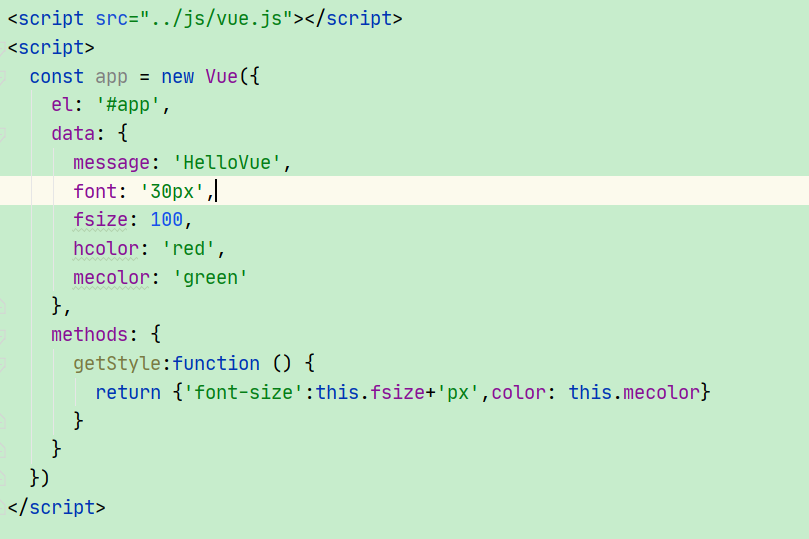 <script src="../js/vue.js"></script>
<script>
  const app = new Vue({
    el: '#app',
    data: {
      message: 'HelloVue',
      font: '30px',
      fsize: 100,
      hcolor: 'red',
      mecolor: 'green'
    },
    methods: {
      getStyle:function () {
        return {'font-size':this.fsize+'px',color: this.mecolor}
      }
    }
  })
</script>